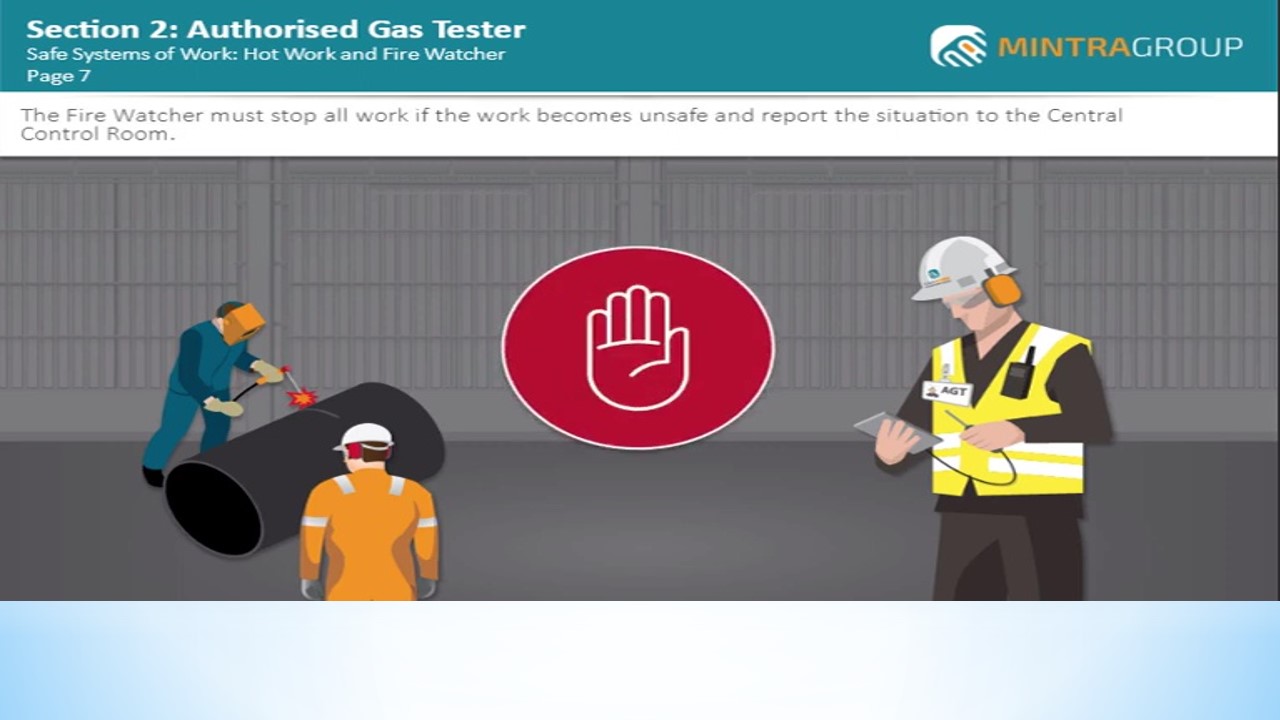 Section 2: Authorised Gas Tester
Safe Systems of Work: Hot Work and Fire Watcher
Page 7
MINTRAGROUP
The Fire Watcher must stop all work if the work becomes unsafe and report the situation to the Central
Control Room.
AGT